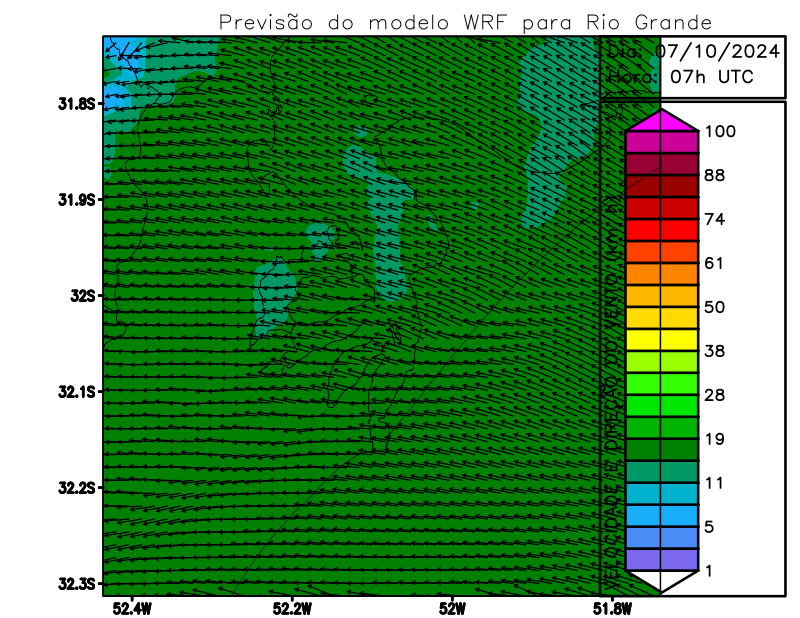 Previsão do modelo WRF para Rio Grande
Dia: 07/10/2024
Hora: 07h UTC
31.8S
31.9S
32S
32.1S
32.2S
32.3S
52.4W
52.2W
52W
51.8W
VELOCIDADE E DIREÇÃO DO VENTO (km/h)
100
88
74
61
50
38
28
19
11
5
1